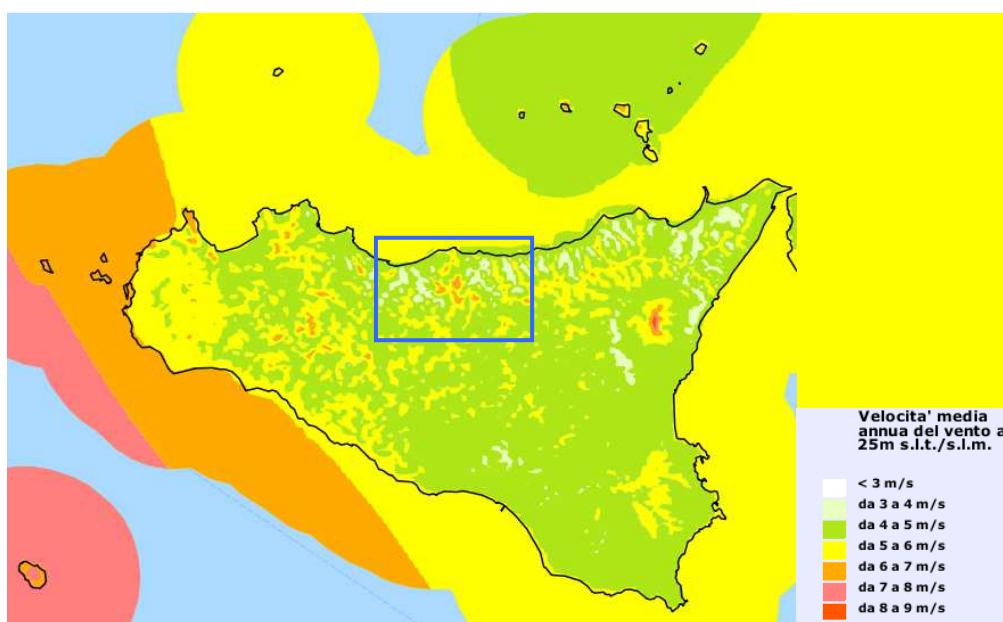 Velocita' media
annua del vento a
25m s.l.t./s.l.m.
< 3 m/s
da 3 a 4 m/s
da 4 a 5 m/s
da 5 a 6 m/s
da 6 a 7 m/s
da 7 a 8 m/s
da 8 a 9 m/s